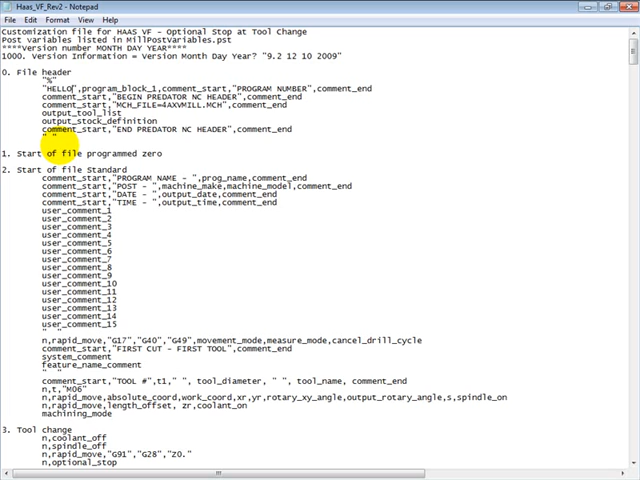 Haas_VF_Rev2 - Notepad
File Edit Format View Help
Customization file for HAAS VF - Optional Stop at Tool Change
Post variables listed in MillPostVariables.pst
****Version number MONTH DAY YEAR****
1000. Version Information = Version Month Day Year? "9.2 12 10 2009"
0. File header
"%"
"HELLO",program_block_1,comment_start,"PROGRAM NUMBER",comment_end
comment_start,"BEGIN PREDATOR NC HEADER",comment_end
comment_start,"MCH_FILE=4AXVMILL.MCH",comment_end
output_tool_list
output_stock_definition
comment_start,"END PREDATOR NC HEADER",comment_end
" "
1. Start of file programmed zero
2. Start of file Standard
comment_start,"PROGRAM NAME - ",prog_name,comment_end
comment_start,"POST - ",machine_make,machine_model,comment_end
comment_start,"DATE - ",output_date,comment_end
comment_start,"TIME - ",output_time,comment_end
user_comment_1
user_comment_2
user_comment_3
user_comment_4
user_comment_5
user_comment_6
user_comment_7
user_comment_8
user_comment_9
user_comment_10
user_comment_11
user_comment_12
user_comment_13
user_comment_14
user_comment_15
" "
n,rapid_move,"G17","G40","G49",movement_mode,measure_mode,cancel_drill_cycle
comment_start,"FIRST CUT - FIRST TOOL",comment_end
system_comment
feature_name_comment
" "
comment_start,"TOOL #",t1," ", tool_diameter, " ", tool_name, comment_end
n,t,"M06"
n,rapid_move,absolute_coord,work_coord,xr,yr,rotary_xy_angle,output_rotary_angle,s,spindle_on
n,rapid_move,length_offset, zr,coolant_on
machining_mode
3. Tool change
n,coolant_off
n,spindle_off
n,rapid_move,"G91","G28","Z0."
n,optional_stop